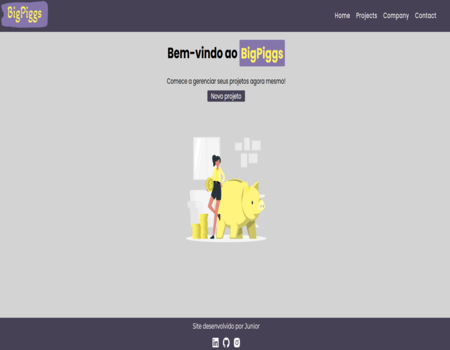 BigPiggs
Home Projects Company Contact
Bem-vindo ao BigPiggs
Comece a gerenciar seus projetos agora mesmo!
Novo projeto
Site desenvolvido por Junior
in